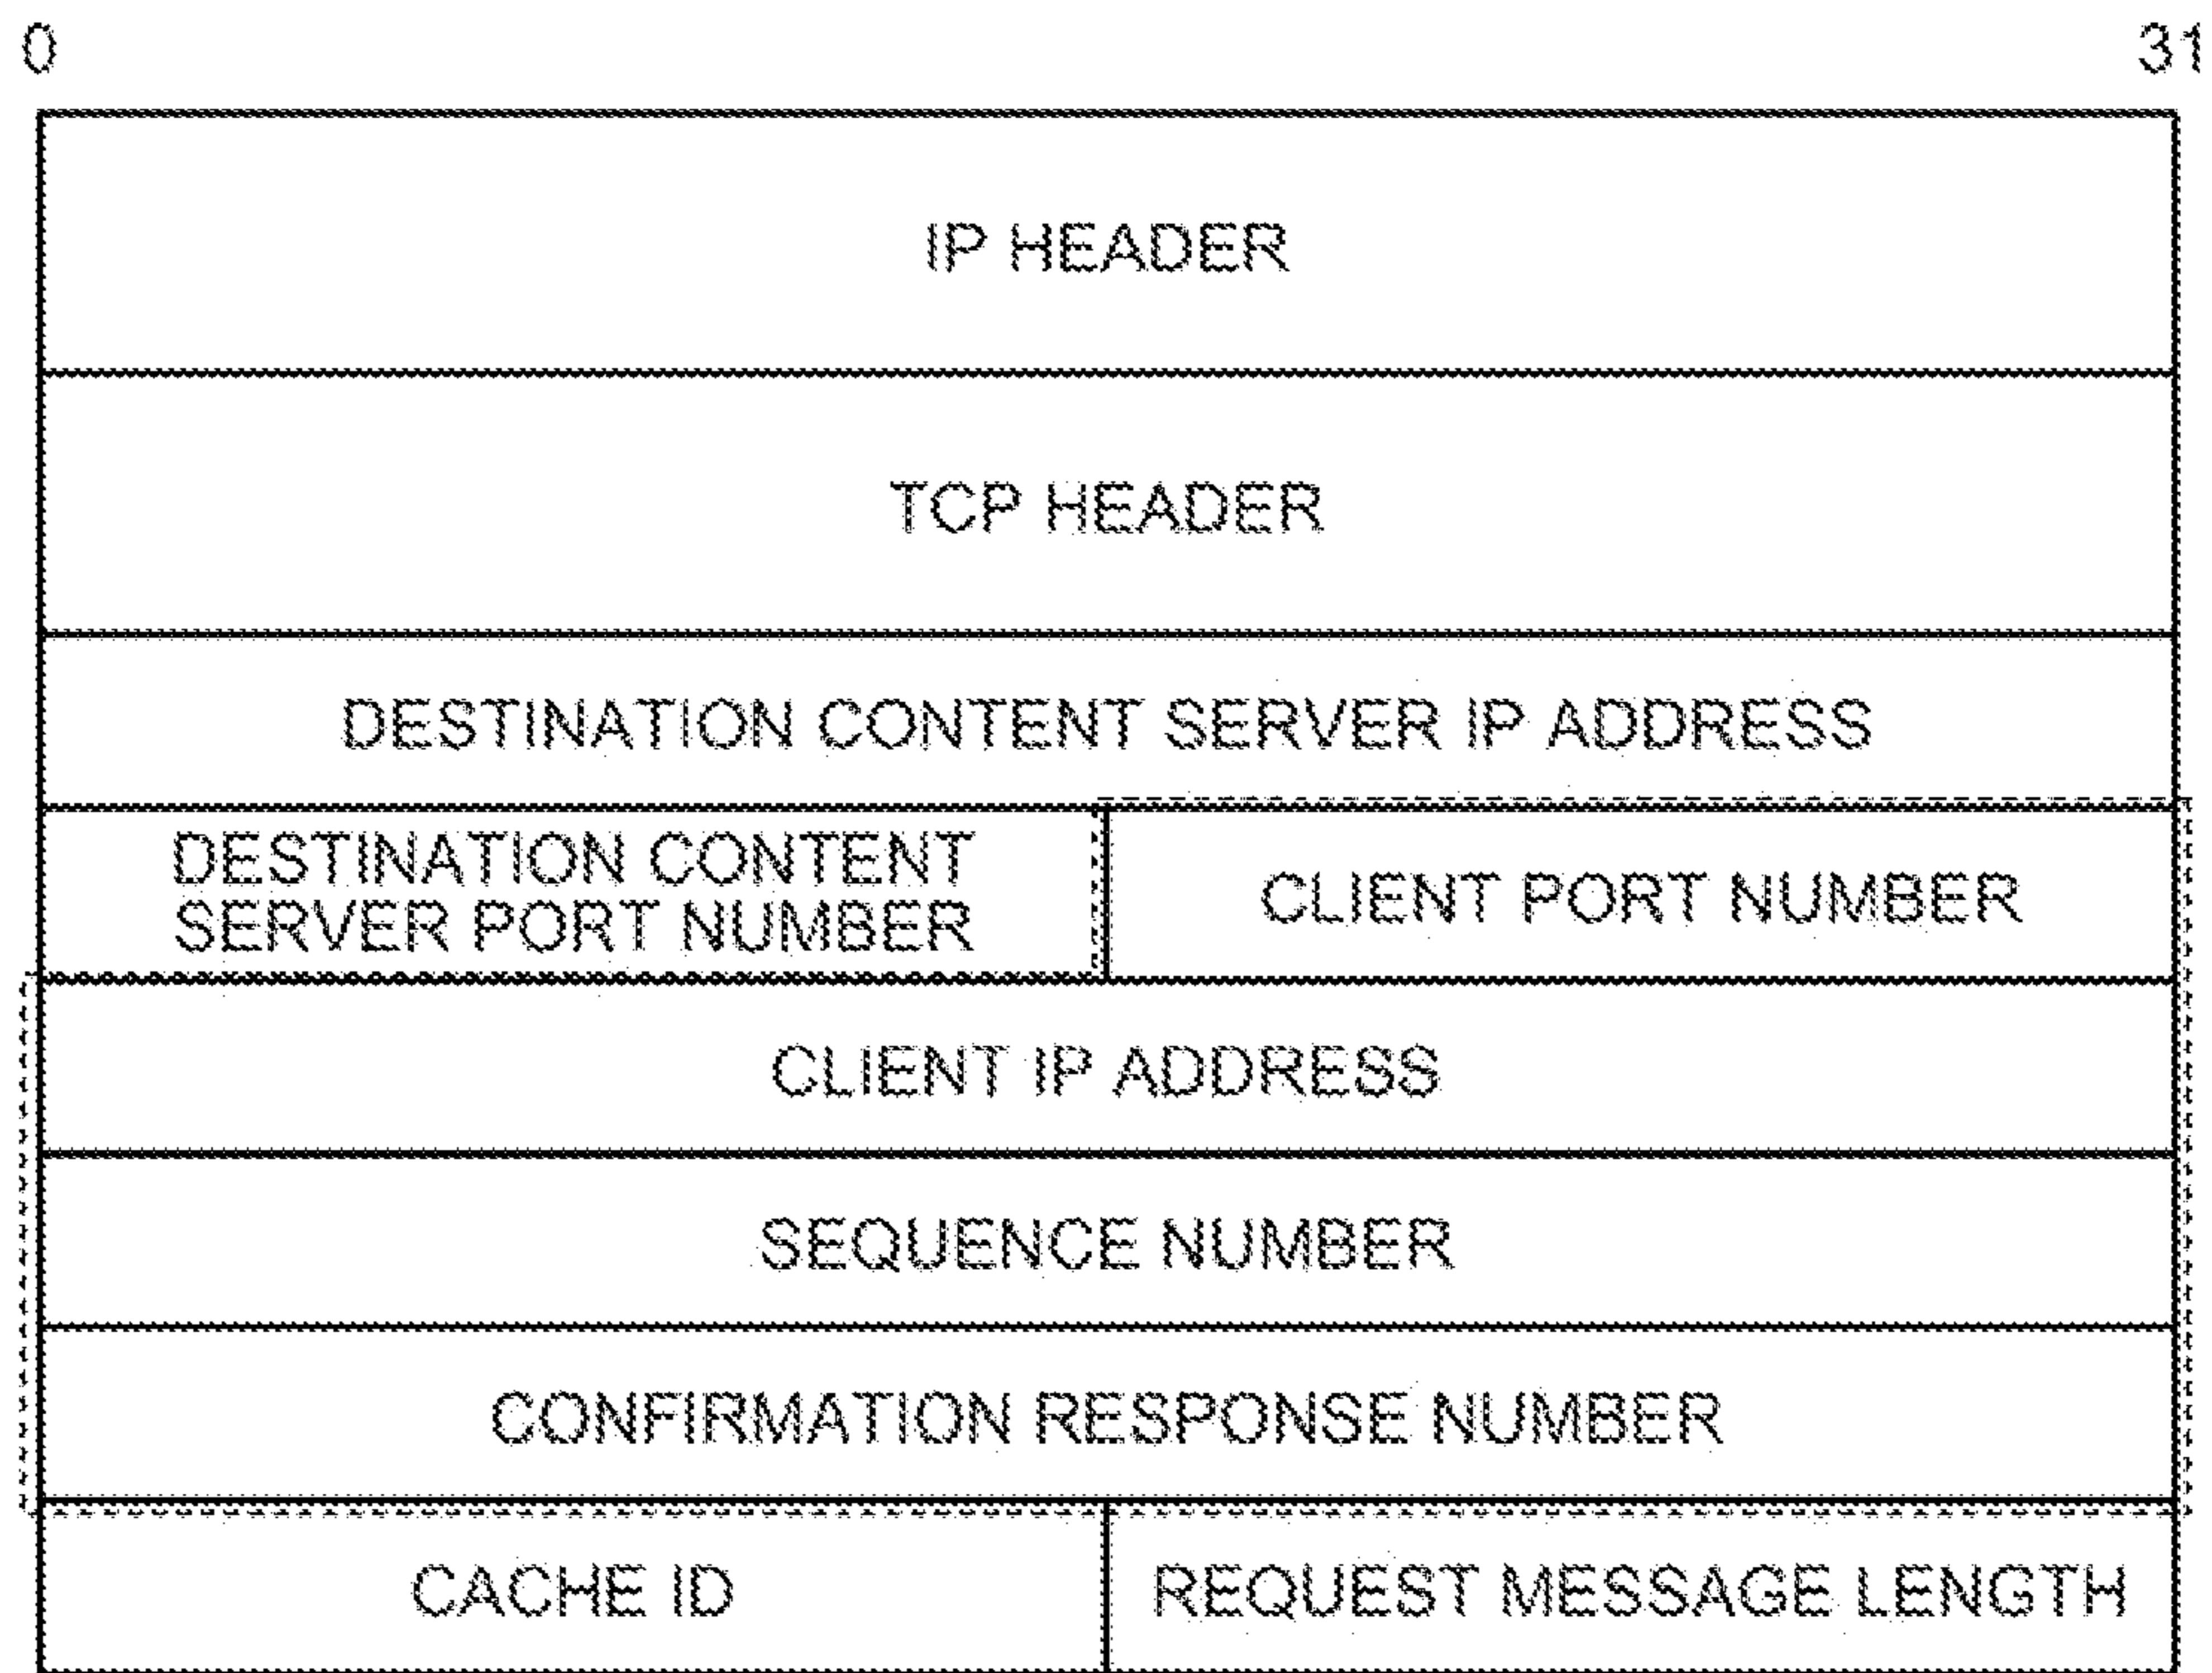 0 31
IP HEADER
TCP HEADER
DESTINATION CONTENT SERVER IP ADDRESS
DESTINATION CONTENT
SERVER PORT NUMBER
CLIENT PORT NUMBER
CLIENT IP ADDRESS
SEQUENCE NUMBER
CONFIRMATION RESPONSE NUMBER
CACHE ID
REQUEST MESSAGE LENGTH